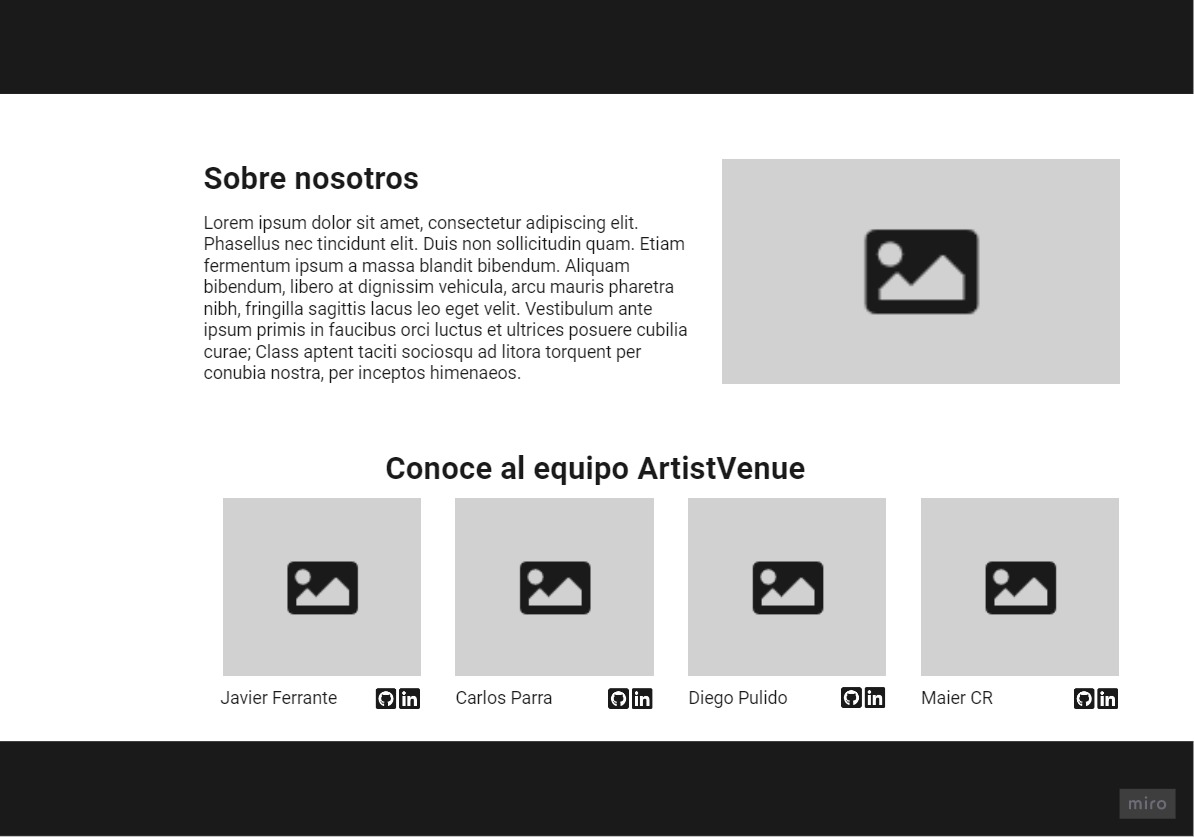 Sobre nosotros
Lorem ipsum dolor sit amet, consectetur adipiscing elit.
Phasellus nec tincidunt elit. Duis non sollicitudin quam. Etiam
fermentum ipsum a massa blandit bibendum. Aliquam
bibendum, libero at dignissim vehicula, arcu mauris pharetra
nibh, fringilla sagittis lacus leo eget velit. Vestibulum ante
ipsum primis in faucibus orci luctus et ultrices posuere cubilia
curae; Class aptent taciti sociosqu ad litora torquent per
conubia nostra, per inceptos himenaeos.
Conoce al equipo ArtistVenue
Javier Ferrante in
Carlos Parra in
Diego Pulido in
Maier CR in
miro